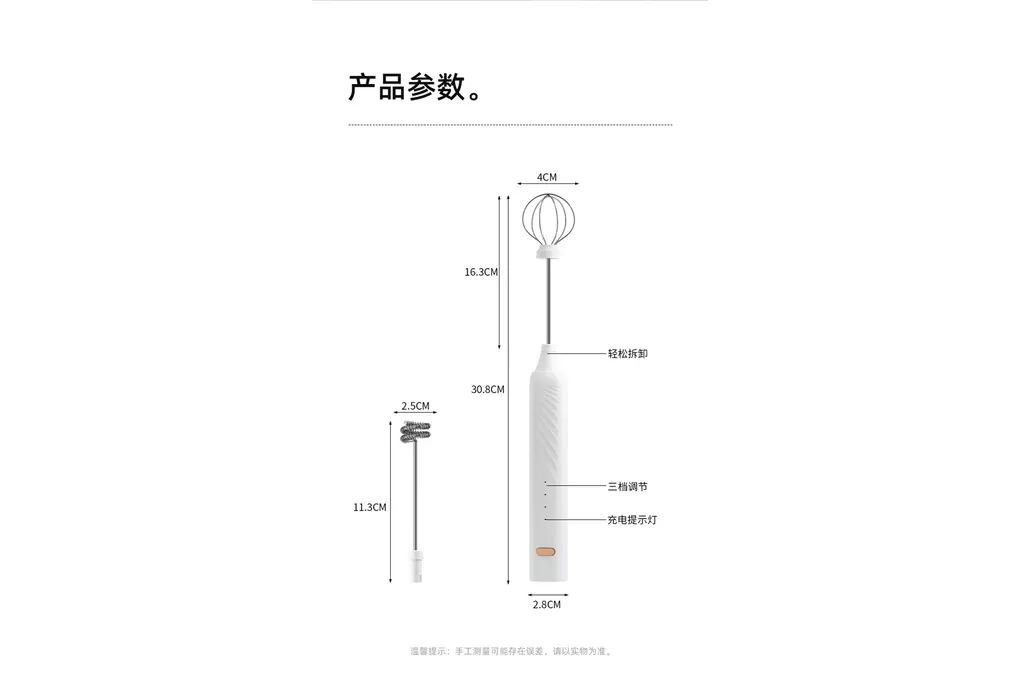 产品参数。
4CM
16.3CM
轻松拆卸
30.8CM
2.5CM
三档调节
11.3CM
充电提示灯
2.8CM
温馨提示：手工测量可能存在误差，请以实物为准。